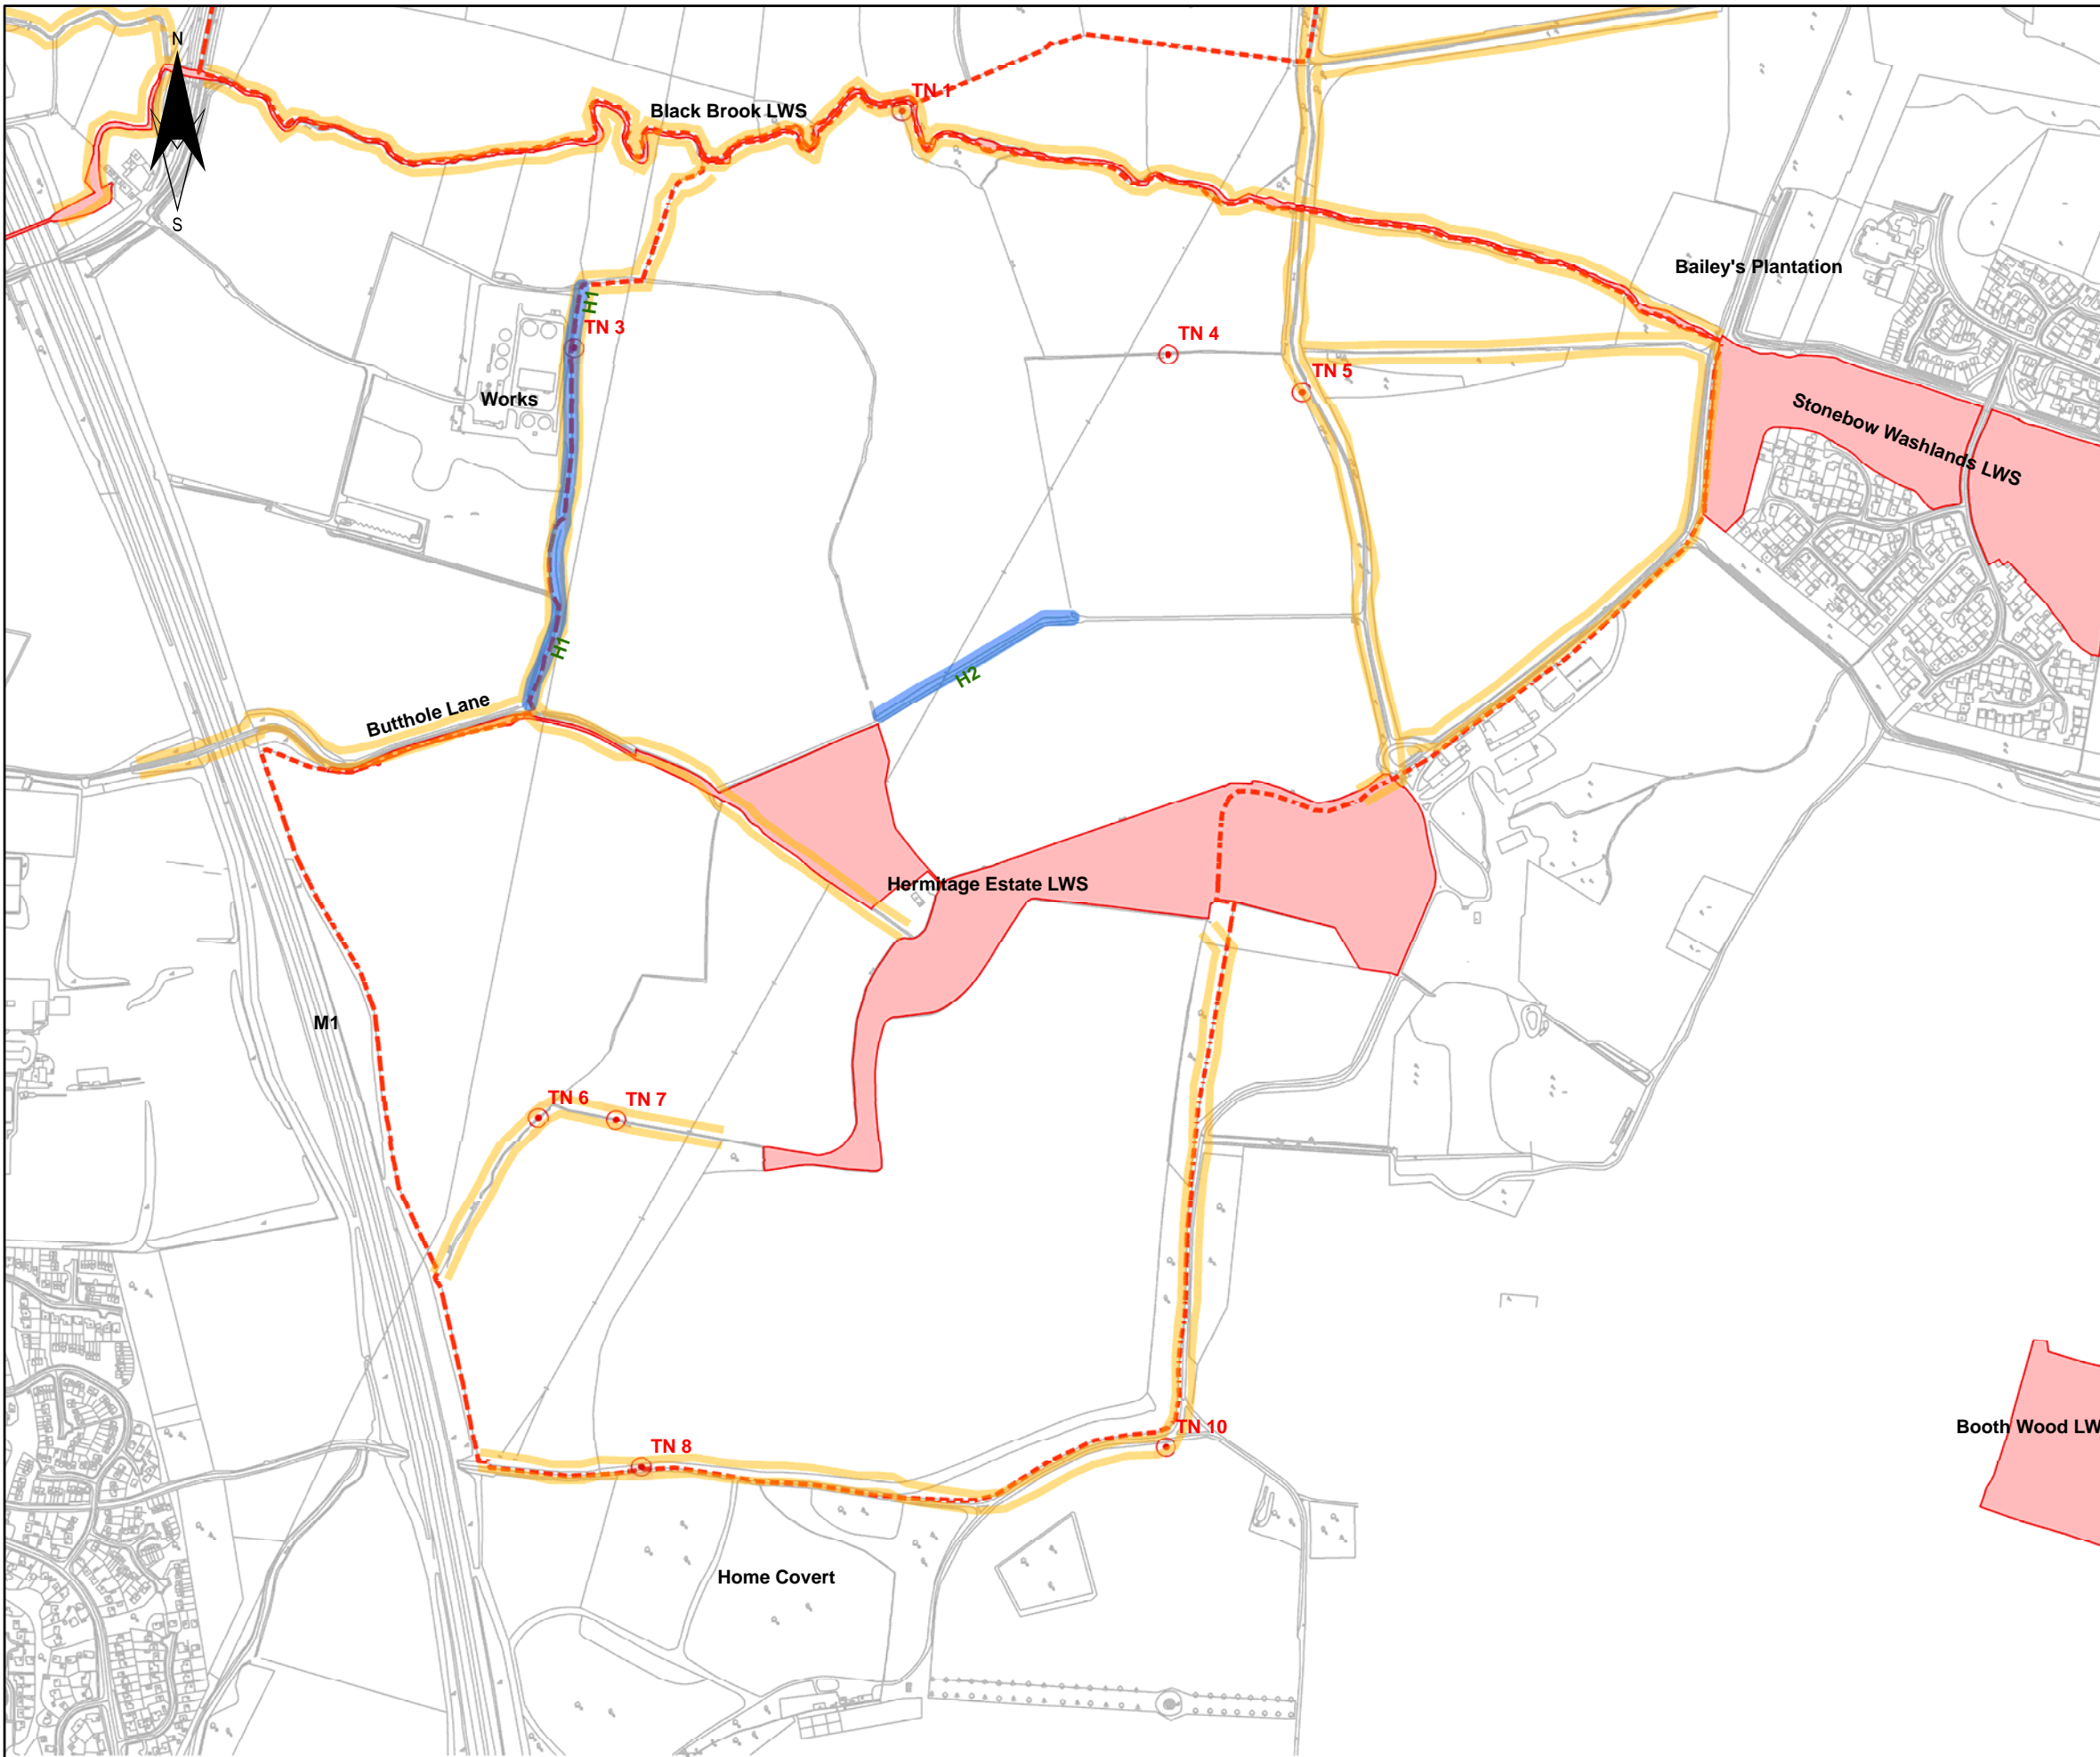 N
TN 1
Black Brook LWS
S
Bailey's Plantation
H1
TN 3
TN 4
TN 5
Works
Stonebow Washlands LWS
H1
H2
Butthole Lane
Hermitage Estate LWS
M1
TN 6
TN 7
TN 8
TN 10
Booth Wood LW
Home Covert